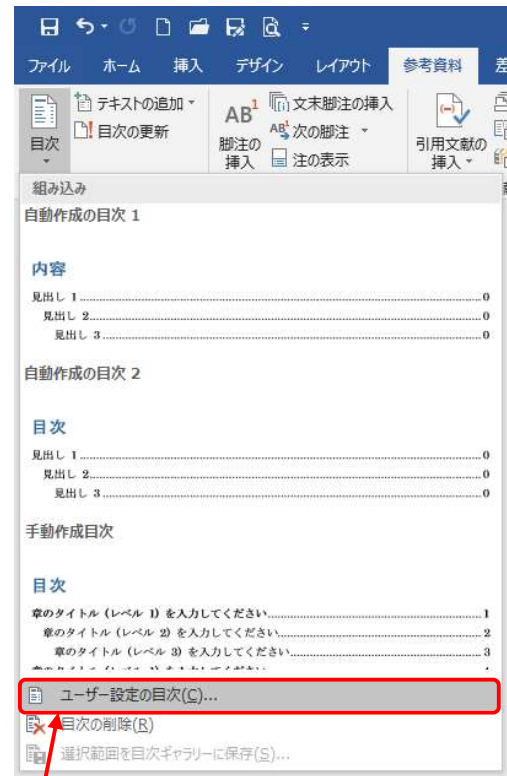 ファイル ホーム 挿入 デザイン レイアウト 参考資料 差
目次
テキストの追加
目次の更新
AB1
脚注の
挿入
文末脚注の挿入
AB1 次の脚注
注の表示
引用文献の
挿入
組み込み
自動作成の目次 1
内容
見出し 1 0
見出し 2 0
見出し 3 0
自動作成の目次 2
目次
見出し 1 0
見出し 2 0
見出し 3 0
手動作成目次
目次
章のタイトル (レベル 1) を入力してください 1
章のタイトル (レベル 2) を入力してください 2
章のタイトル (レベル 3) を入力してください 3
ユーザー設定の目次(C)...
目次の削除(R)
選択範囲を目次ギャラリーに保存(S)...